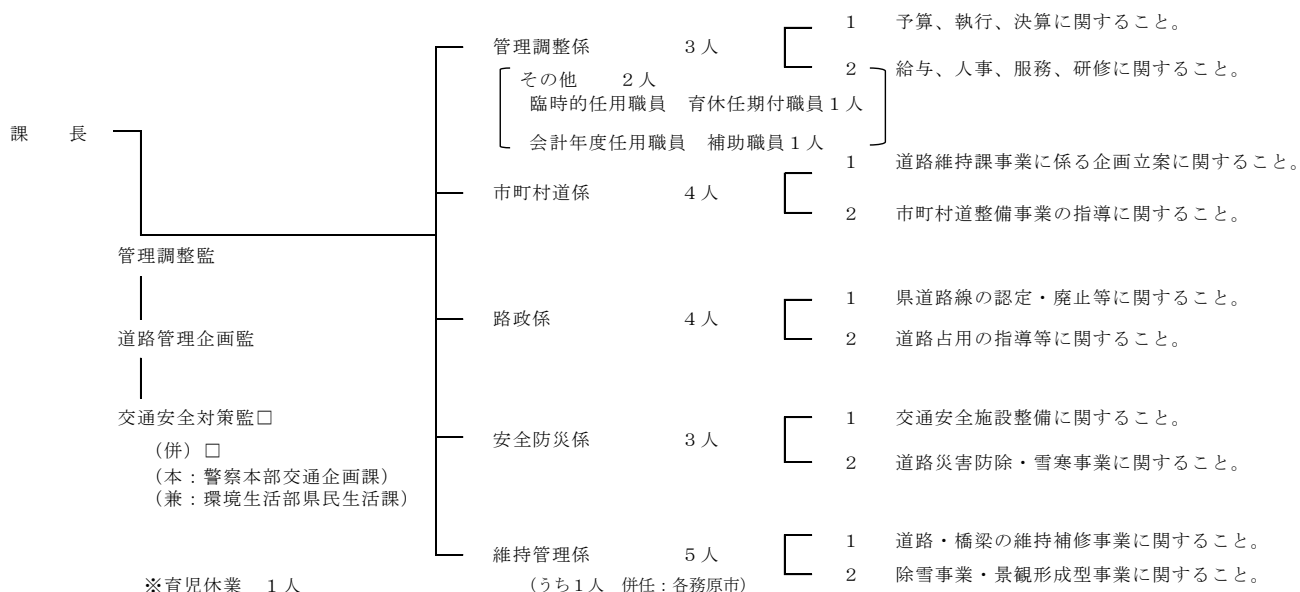 課　長
管理調整監
道路管理企画監
交通安全対策監□
（併）□
（本：警察本部交通企画課）
（兼：環境生活部県民生活課）
※育児休業　１人
管理調整係　３人
その他　２人
臨時的任用職員　育休任期付職員１人
会計年度任用職員　補助職員１人
１　予算、執行、決算に関すること。
２　給与、人事、服務、研修に関すること。
市町村道係　４人
１　道路維持課事業に係る企画立案に関すること。
２　市町村道整備事業の指導に関すること。
路政係　４人
１　県道路線の認定・廃止等に関すること。
２　道路占用の指導等に関すること。
安全防災係　３人
１　交通安全施設整備に関すること。
２　道路災害防除・雪寒事業に関すること。
維持管理係　５人
（うち１人　併任：各務原市）
１　道路・橋梁の維持補修事業に関すること。
２　除雪事業・景観形成型事業に関すること。